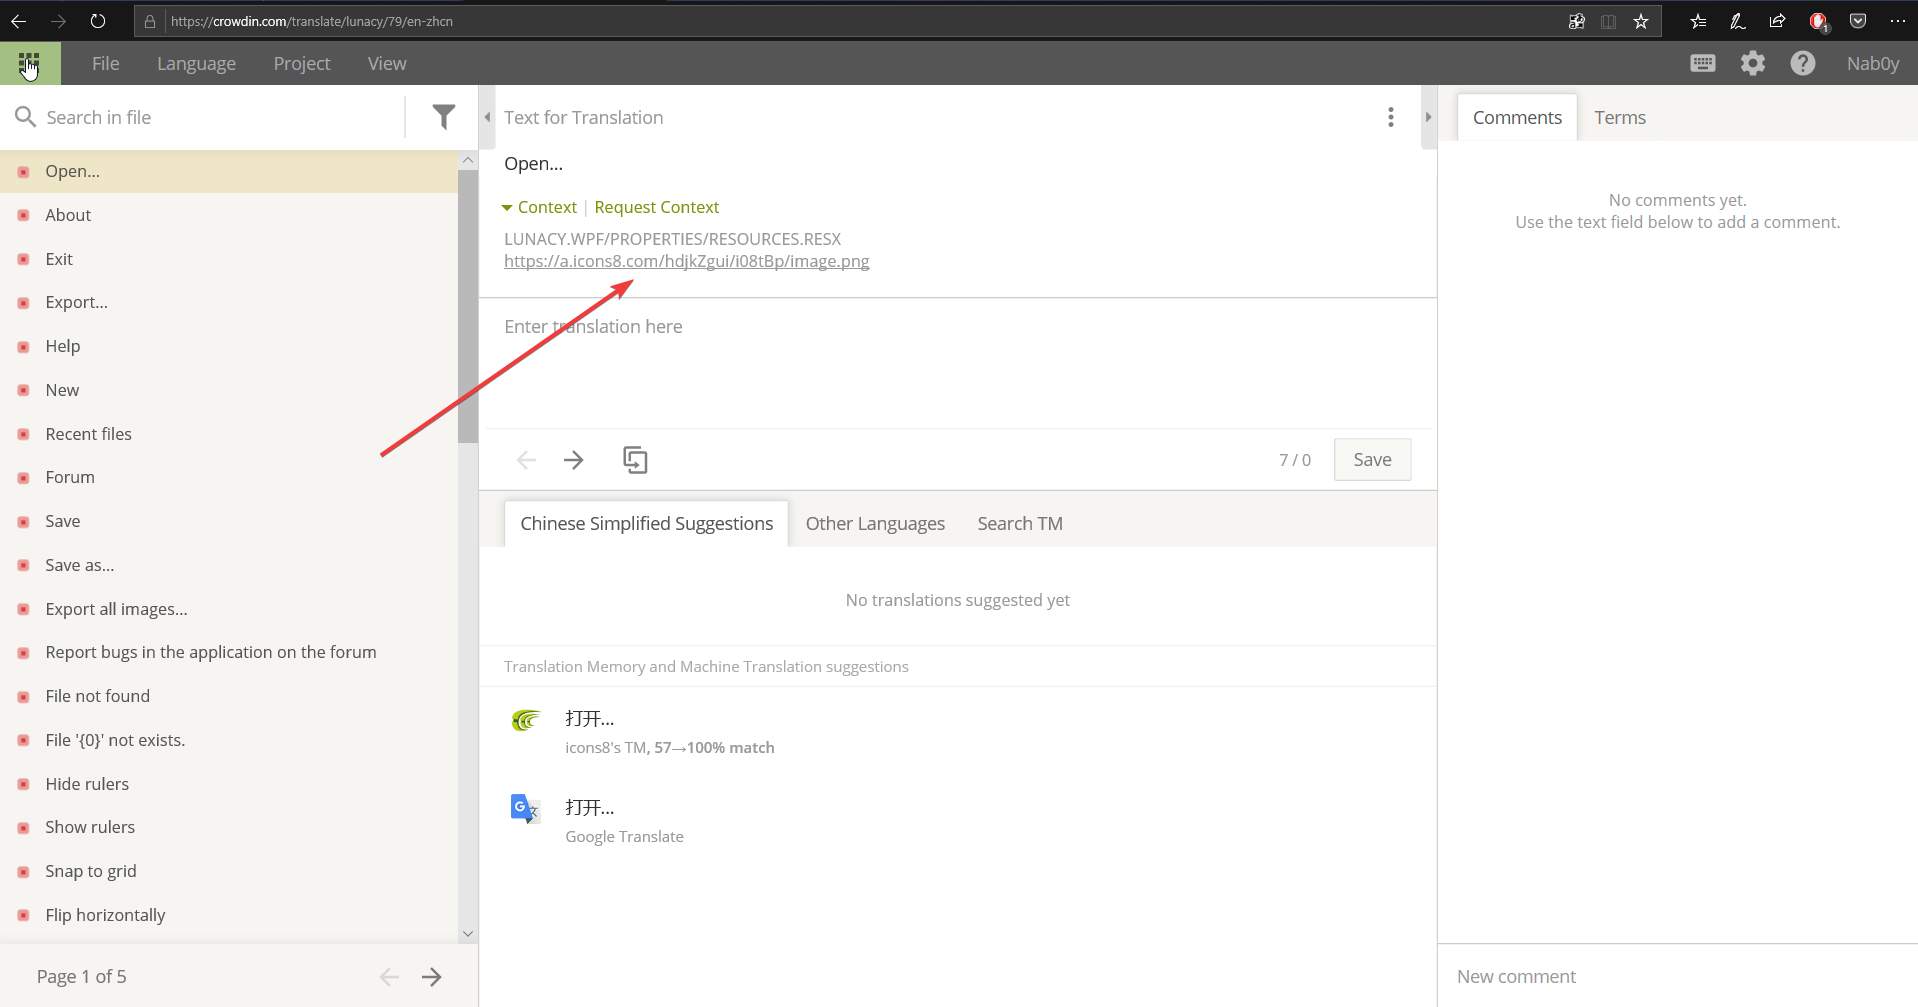 https://crowdin.com/translate/lunacy/79/en-zhcn
1
File Language Project View
Nab0y
Search in file
Open...
About
Exit
Export...
Help
New
Recent files
Forum
Save
Save as...
Export all images...
Report bugs in the application on the forum
File not found
File '{0}' not exists.
Hide rulers
Show rulers
Snap to grid
Flip horizontally
Page 1 of 5
Text for Translation
Open...
Context | Request Context
LUNACY.WPF/PROPERTIES/RESOURCES.RESX
https://a.icons8.com/hdjkZgui/i08tBp/image.png
Enter translation here
7 / 0
Save
Chinese Simplified Suggestions Other Languages Search TM
No translations suggested yet
Translation Memory and Machine Translation suggestions
打开...
icons8's TM, 57→100% match
G 文
打开...
Google Translate
Comments Terms
No comments yet.
Use the text field below to add a comment.
New comment